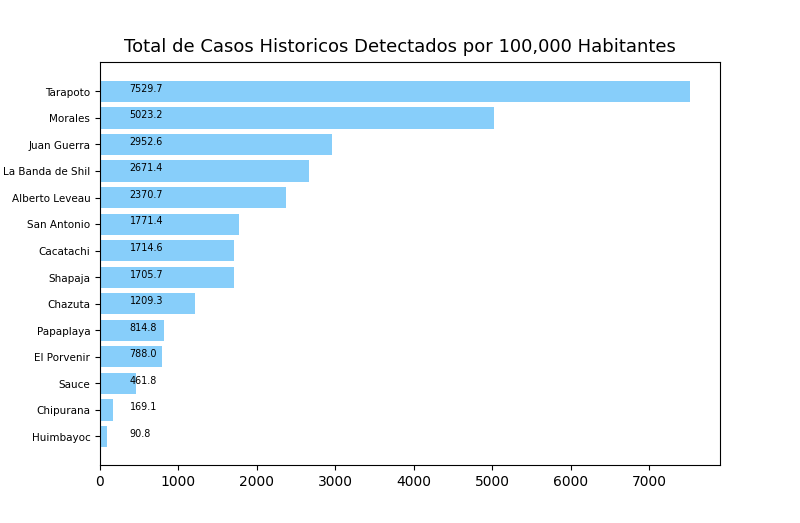 Total de Casos Historicos Detectados por 100,000 Habitantes
Tarapoto 7529.7
Morales 5023.2
Juan Guerra 2952.6
La Banda de Shil 2671.4
Alberto Leveau 2370.7
San Antonio 1771.4
Cacatachi 1714.6
Shapaja 1705.7
Chazuta 1209.3
Papaplaya 814.8
El Porvenir 788.0
Sauce 461.8
Chipurana 169.1
Huimbayoc 90.8
0 1000 2000 3000 4000 5000 6000 7000